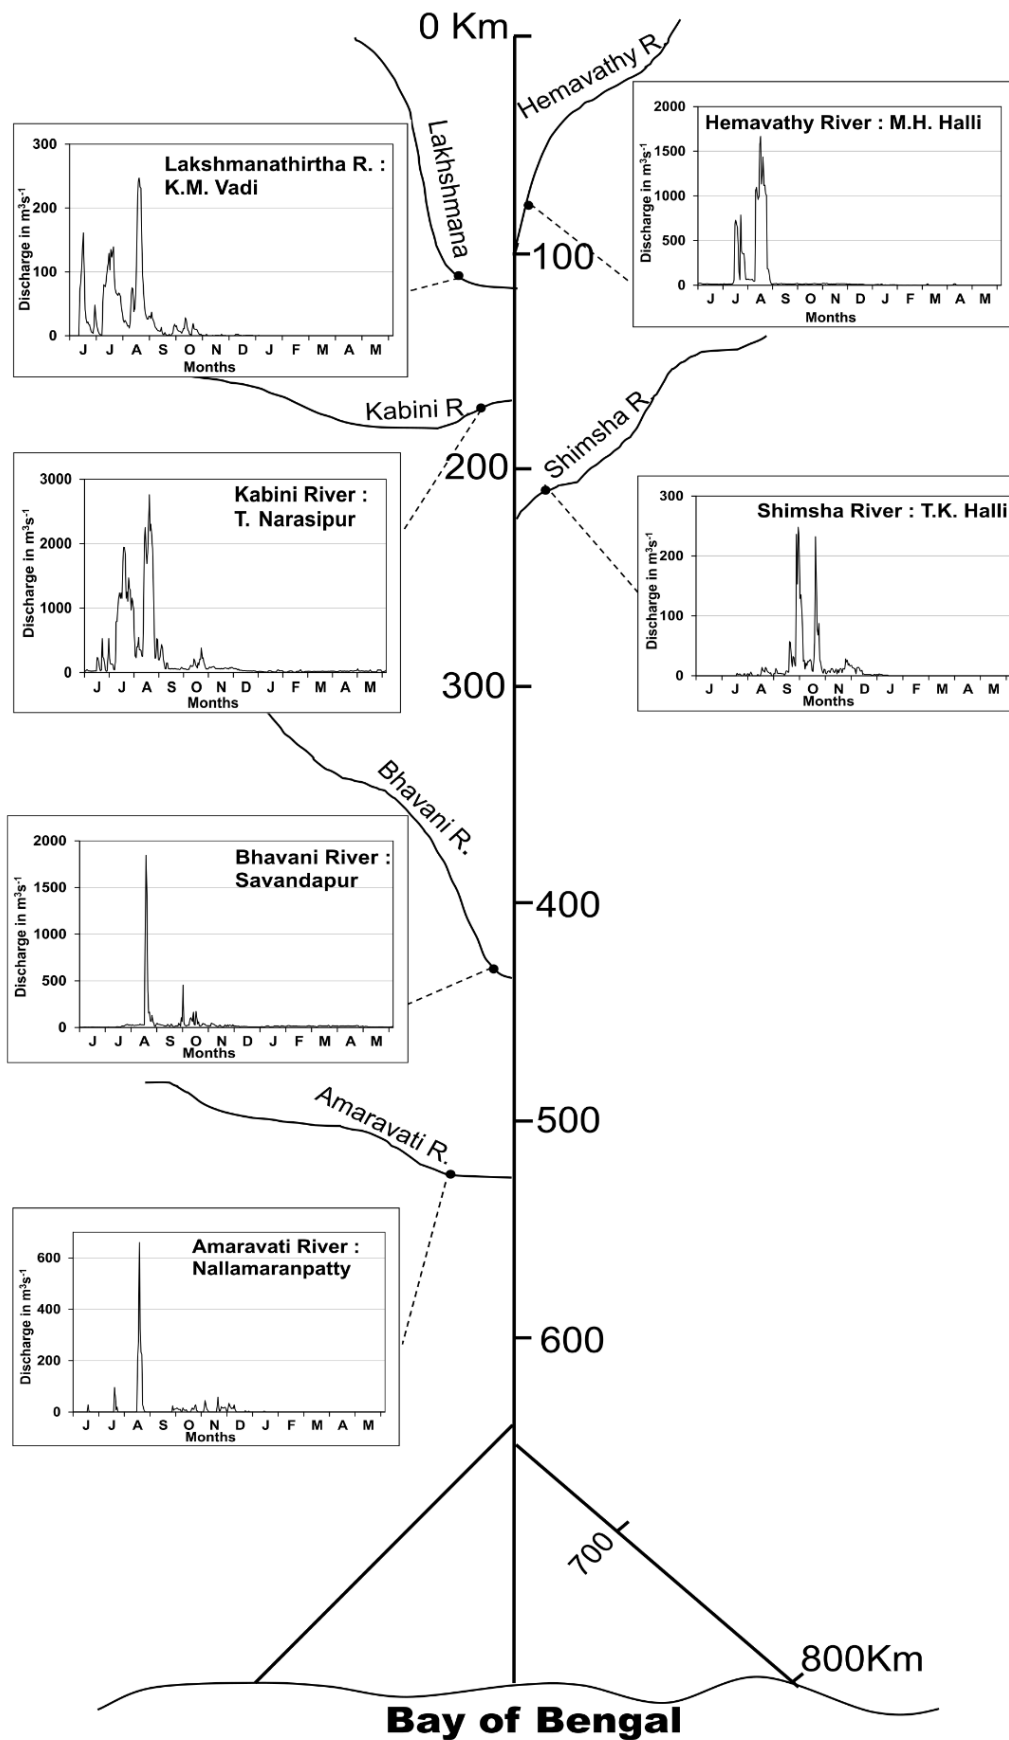 0 Km
Hemavathy R.
Lakhshmana
100
Lakshmanathirtha R. :
K.M. Vadi
Discharge in m³s⁻¹
300
200
100
0
J J A S O N D J F M A M
Months
Hemavathy River : M.H. Halli
Discharge in m³s⁻¹
2000
1500
1000
500
0
J J A S O N D J F M A M
Months
Kabini R.
Shimsha R.
200
Kabini River :
T. Narasipur
Discharge in m³s⁻¹
3000
2000
1000
0
J J A S O N D J F M A M
Months
Shimsha River : T.K. Halli
Discharge in m³s⁻¹
300
200
100
0
J J A S O N D J F M A M
Months
300
Bhavani R.
400
Bhavani River :
Savandapur
Discharge in m³s⁻¹
2000
1500
1000
500
0
J J A S O N D J F M A M
Months
500
Amaravati R.
Amaravati River :
Nallamaranpatty
Discharge in m³s⁻¹
600
400
200
0
J J A S O N D J F M A M
Months
600
700
800Km
Bay of Bengal